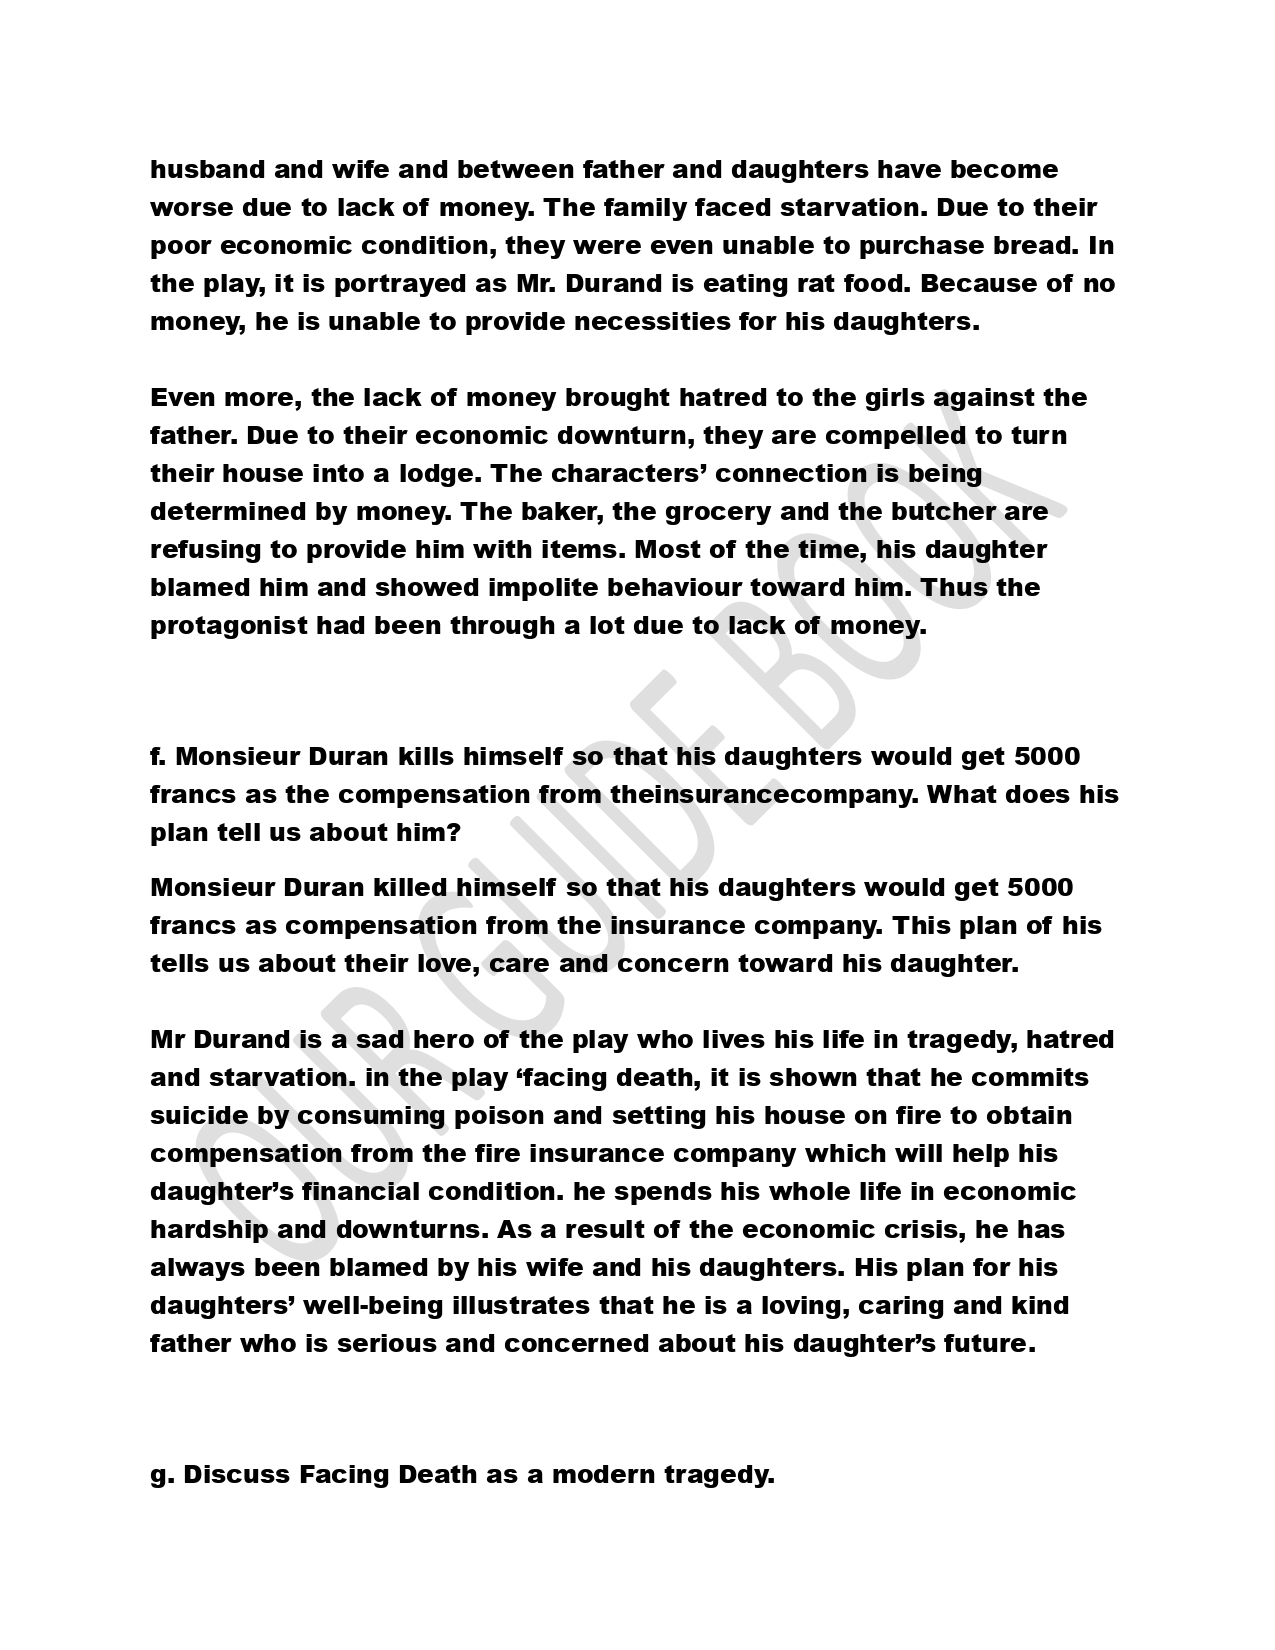 husband and wife and between father and daughters have become
worse due to lack of money. The family faced starvation. Due to their
poor economic condition, they were even unable to purchase bread. In
the play, it is portrayed as Mr. Durand is eating rat food. Because of no
money, he is unable to provide necessities for his daughters.
Even more, the lack of money brought hatred to the girls against the
father. Due to their economic downturn, they are compelled to turn
their house into a lodge. The characters’ connection is being
determined by money. The baker, the grocery and the butcher are
refusing to provide him with items. Most of the time, his daughter
blamed him and showed impolite behaviour toward him. Thus the
protagonist had been through a lot due to lack of money.
f. Monsieur Duran kills himself so that his daughters would get 5000
francs as the compensation from theinsurancecompany. What does his
plan tell us about him?
Monsieur Duran killed himself so that his daughters would get 5000
francs as compensation from the insurance company. This plan of his
tells us about their love, care and concern toward his daughter.
Mr Durand is a sad hero of the play who lives his life in tragedy, hatred
and starvation. in the play ‘facing death, it is shown that he commits
suicide by consuming poison and setting his house on fire to obtain
compensation from the fire insurance company which will help his
daughter’s financial condition. he spends his whole life in economic
hardship and downturns. As a result of the economic crisis, he has
always been blamed by his wife and his daughters. His plan for his
daughters’ well-being illustrates that he is a loving, caring and kind
father who is serious and concerned about his daughter’s future.
g. Discuss Facing Death as a modern tragedy.
OUR GUIDE BOOK